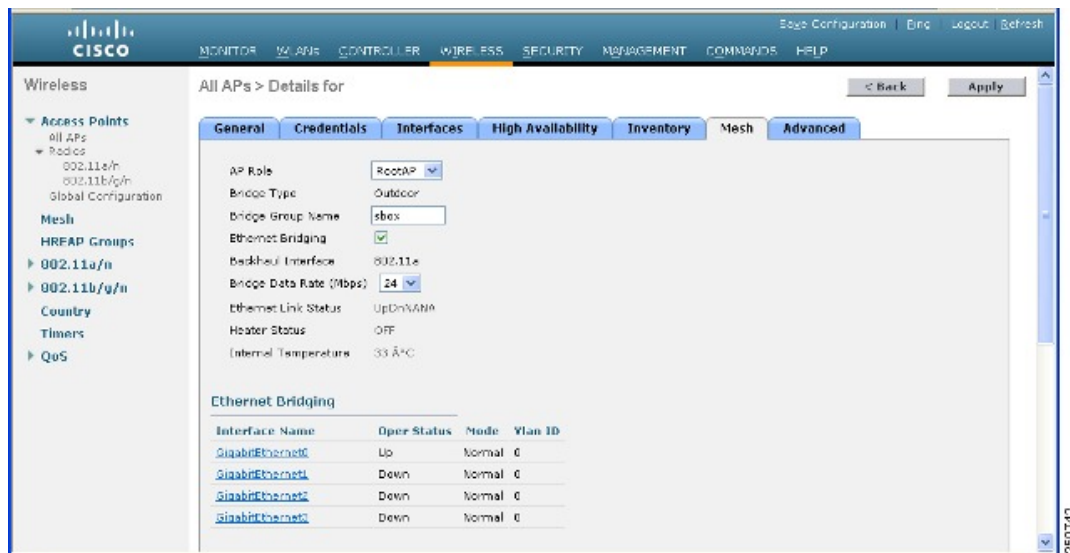 Save Configuration | Ping | Logout | Refresh
CISCO
MONITOR WLANs CONTROLLER WIRELESS SECURITY MANAGEMENT COMMANDS HELP
Wireless
Access Points
All APs
Radios
802.11a/n
802.11b/g/n
Global Configuration
Mesh
HREAP Groups
802.11a/n
802.11b/g/n
Country
Timers
QoS
All APs > Details for
< Back
Apply
General Credentials Interfaces High Availability Inventory Mesh Advanced
AP Role RootAP
Bridge Type Outdoor
Bridge Group Name sbox
Ethernet Bridging
Backhaul Interface 802.11a
Bridge Data Rate (Mbps) 24
Ethernet Link Status UpDnNANA
Heater Status OFF
Internal Temperature 33 Â°C
Ethernet Bridging
Interface Name Oper Status Mode Vlan ID
GigabitEthernet0 Up Normal 0
GigabitEthernet1 Down Normal 0
GigabitEthernet2 Down Normal 0
GigabitEthernet3 Down Normal 0